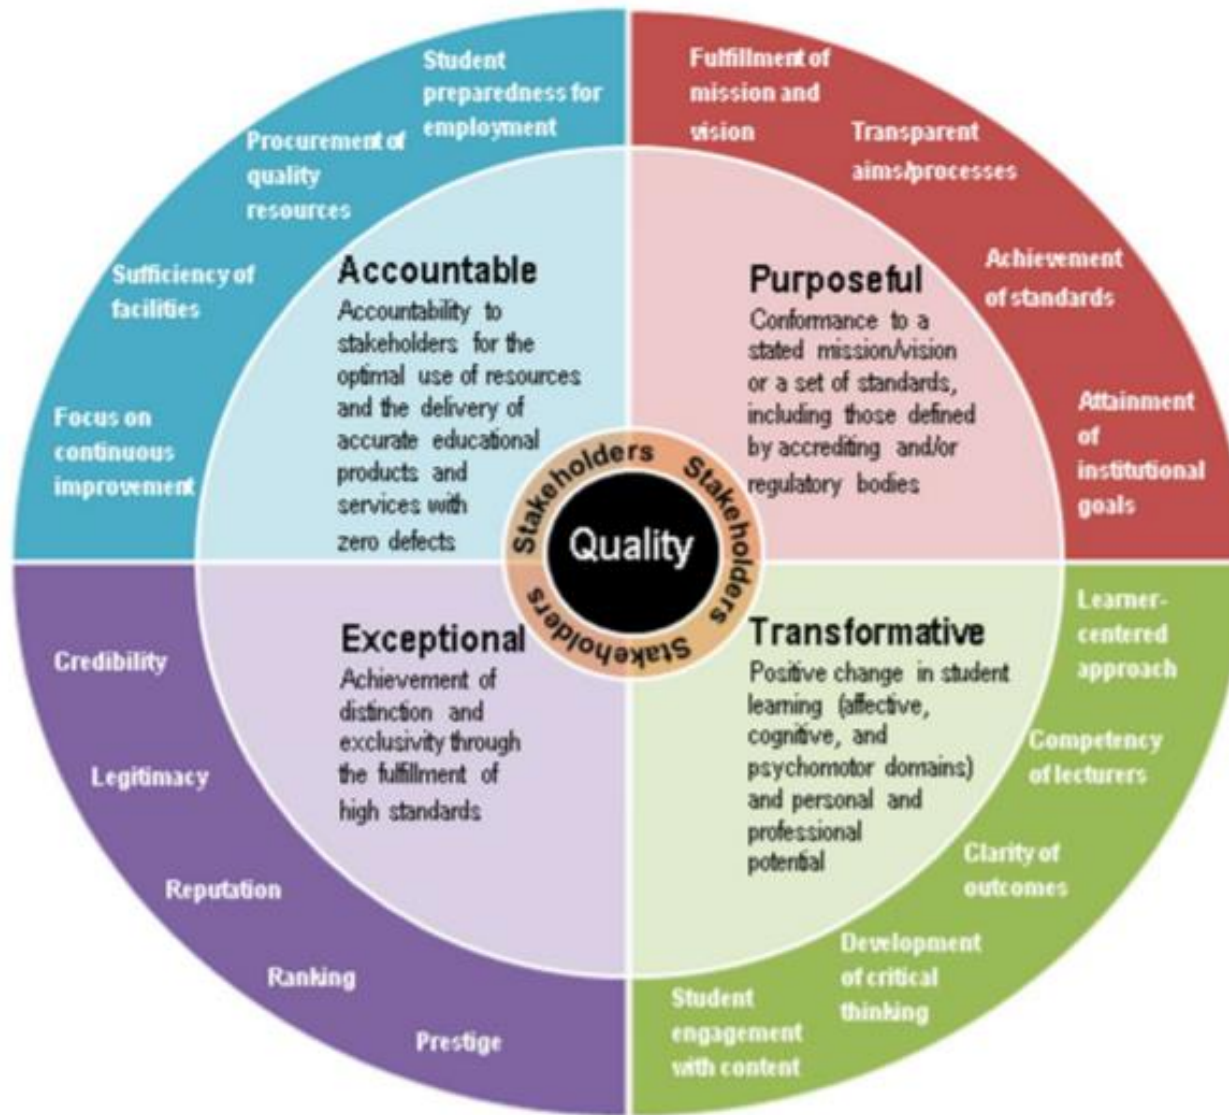 Student
preparedness for
employment
Procurement of
quality
resources
Sufficiency of
facilities
Focus on
continuous
improvement
Accountable
Accountability to
stakeholders for the
optimal use of resources
and the delivery of
accurate educational
products and
services with
zero defects
Fulfillment of
mission and
vision
Transparent
aims/processes
Achievement
of standards
Attainment
of
institutional
goals
Purposeful
Conformance to a
stated mission/vision
or a set of standards,
including those defined
by accrediting and/or
regulatory bodies
Stakeholders
Stakeholders
Stakeholders
Quality
Exceptional
Achievement of
distinction and
exclusivity through
the fulfillment of
high standards
Credibility
Legitimacy
Reputation
Ranking
Prestige
Transformative
Positive change in student
learning (affective,
cognitive, and
psychomotor domains)
and personal and
professional
potential
Learner-
centered
approach
Competency
of lecturers
Clarity of
outcomes
Development
of critical
thinking
Student
engagement
with content